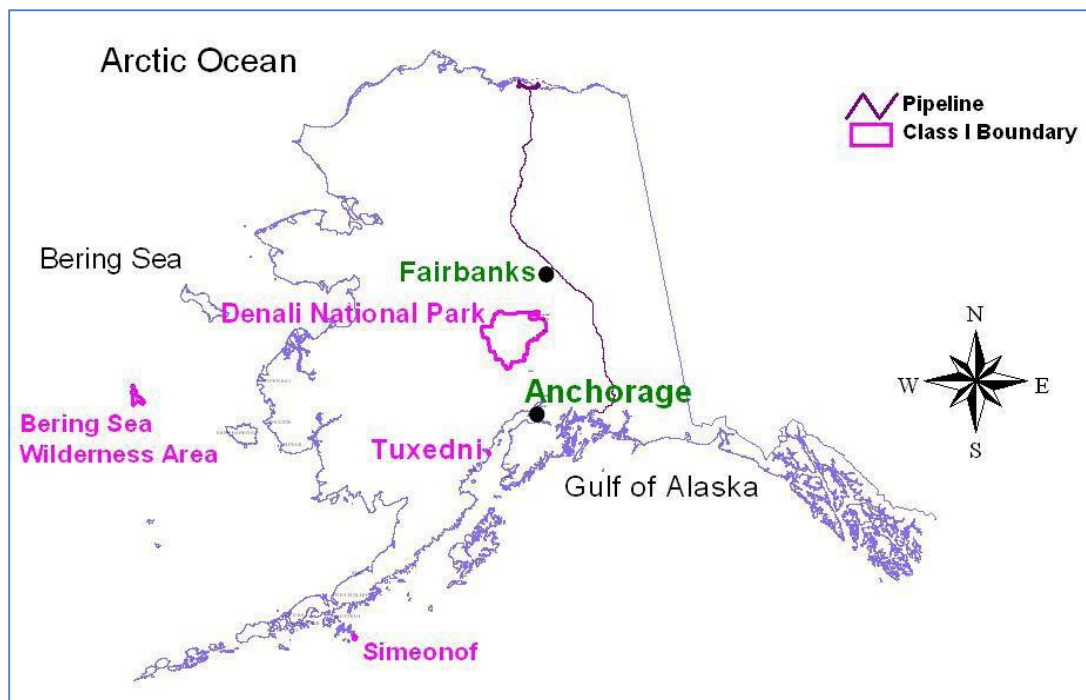 Arctic Ocean
Pipeline
Class I Boundary
Bering Sea
Fairbanks
Denali National Park
N
W
E
S
Anchorage
Bering Sea
Wilderness Area
Tuxedni
Gulf of Alaska
Simeonof